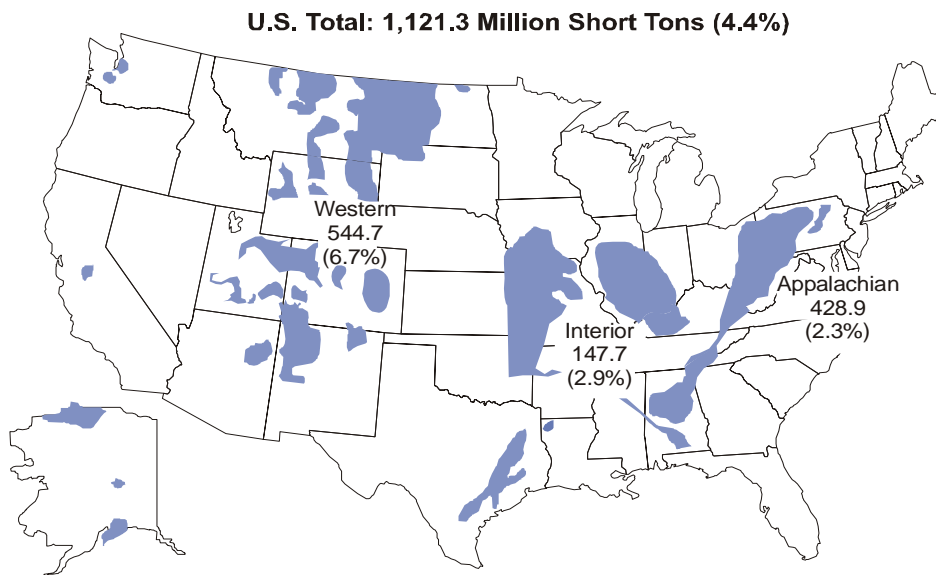 U.S. Total: 1,121.3 Million Short Tons (4.4%)
Western
544.7
(6.7%)
Appalachian
428.9
(2.3%)
Interior
147.7
(2.9%)